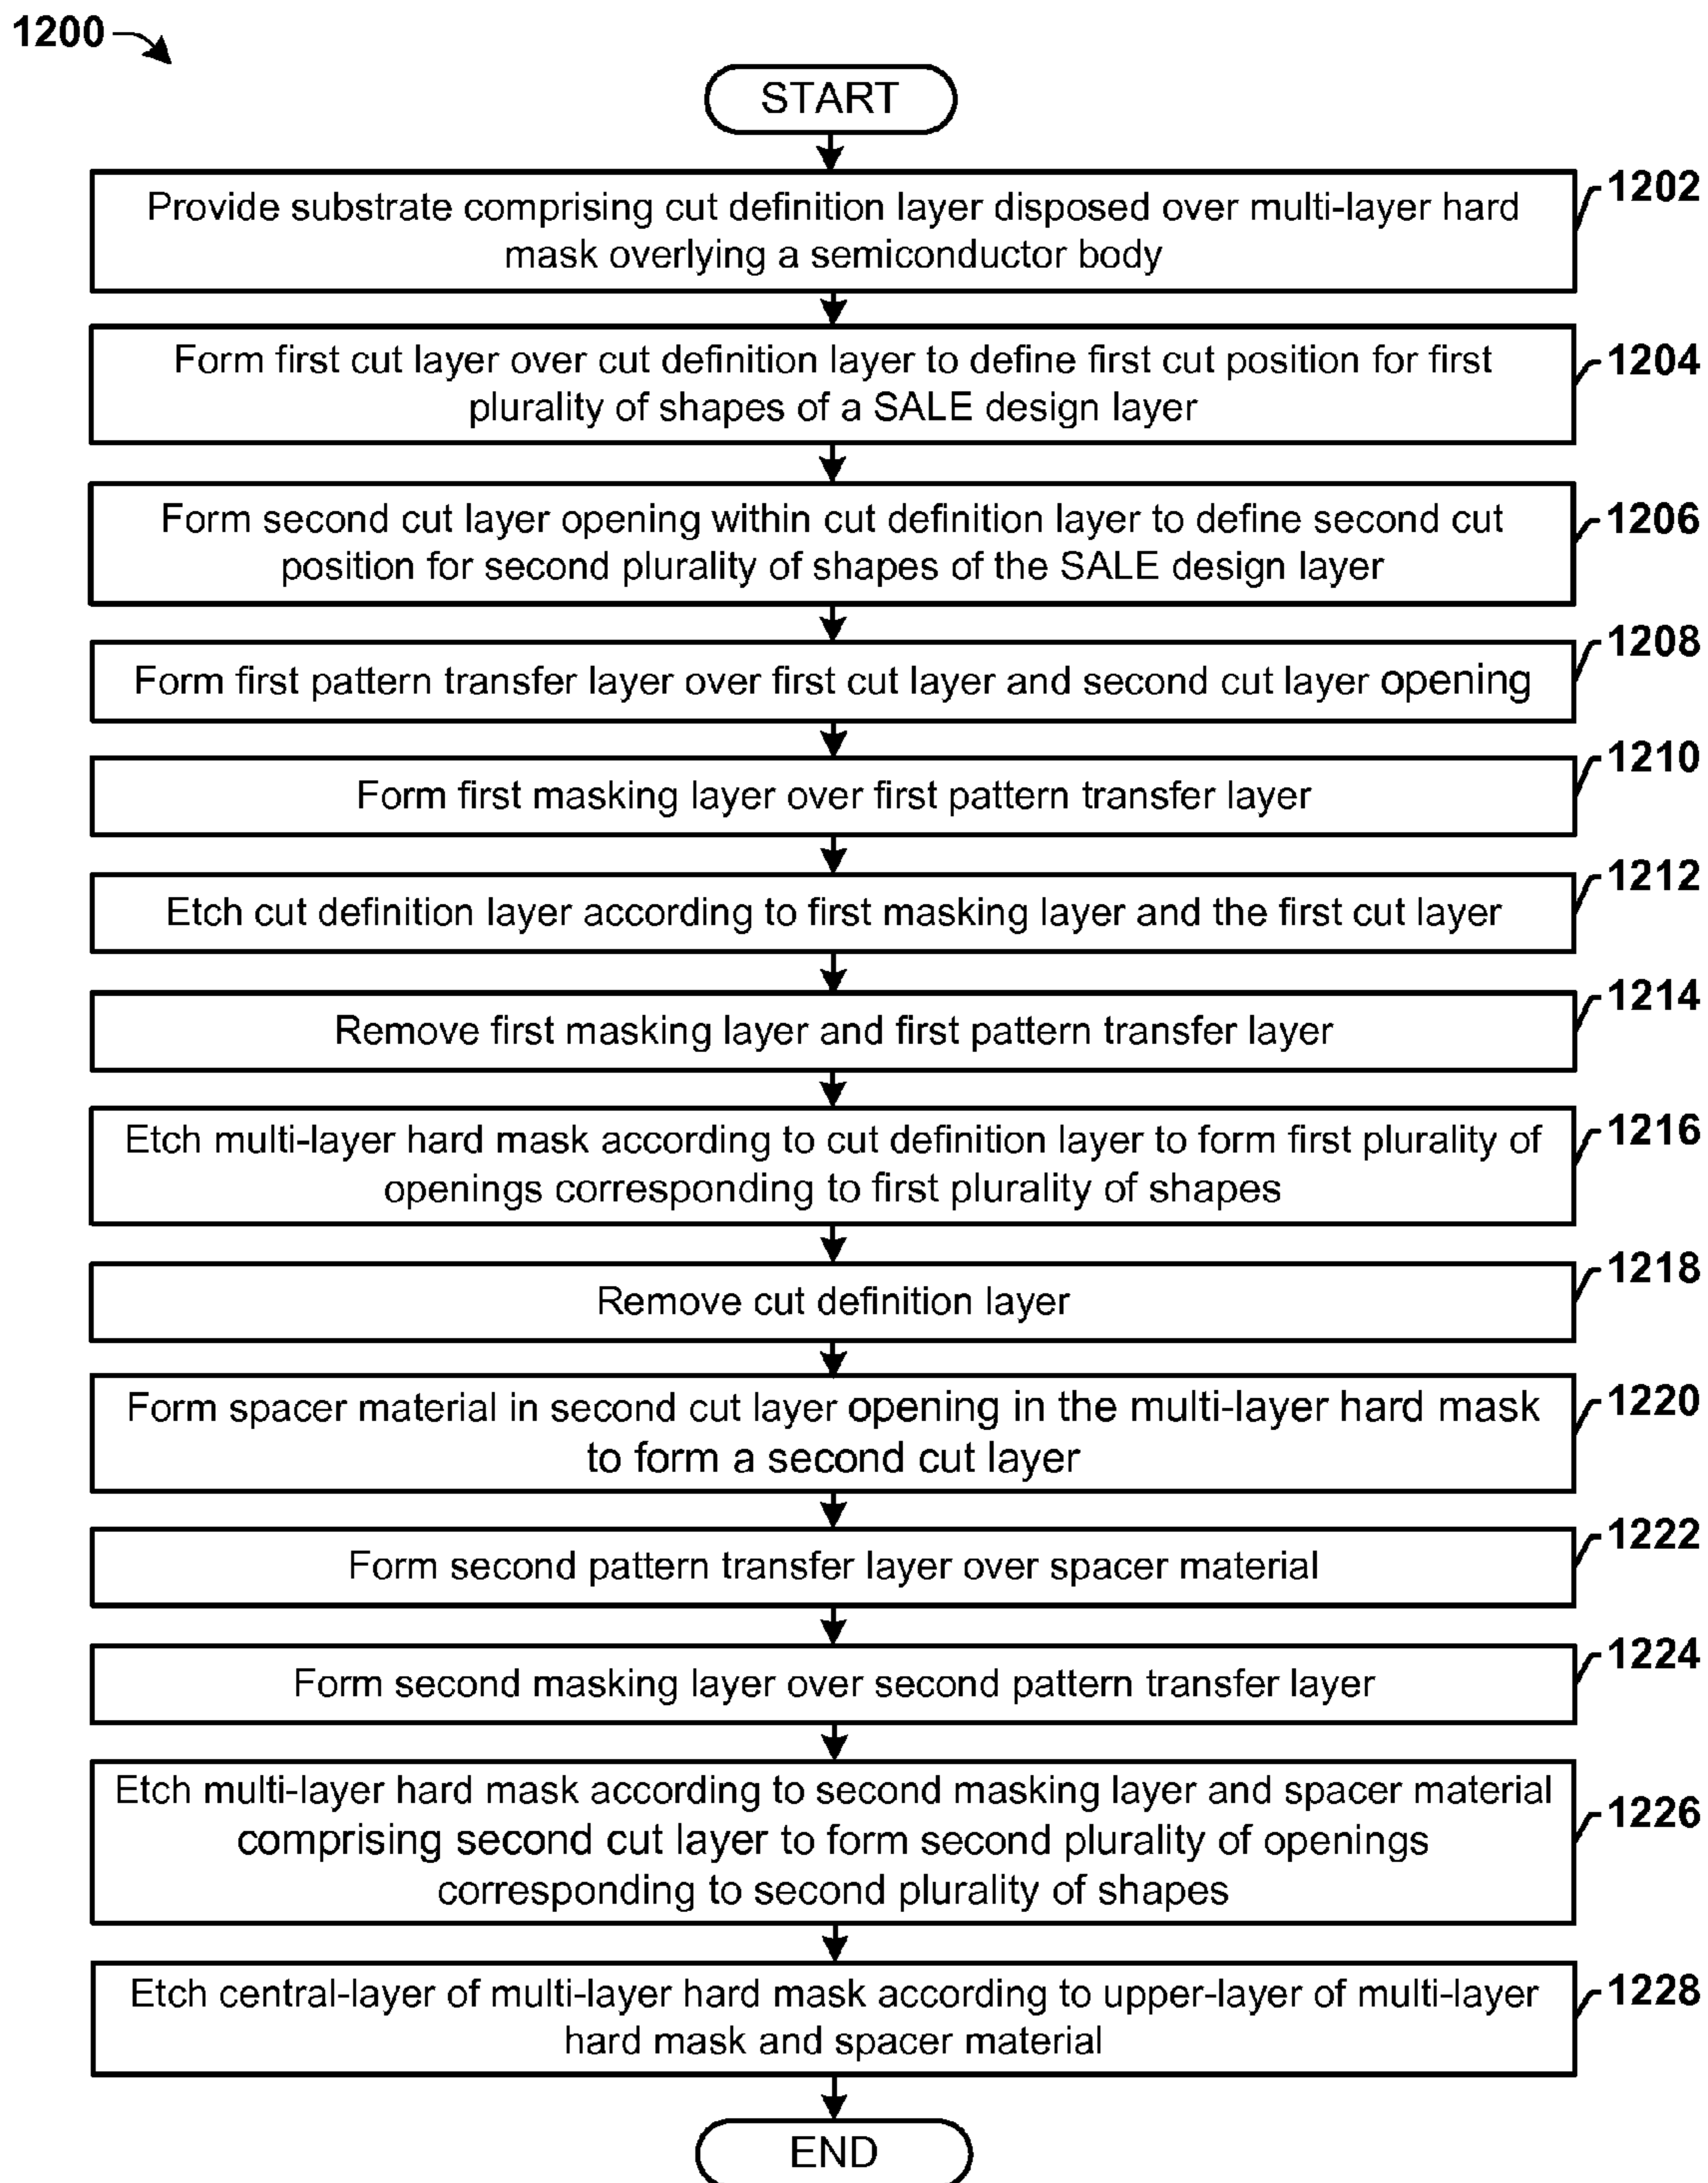 1200
START
Provide substrate comprising cut definition layer disposed over multi-layer hard
mask overlying a semiconductor body
1202
Form first cut layer over cut definition layer to define first cut position for first
plurality of shapes of a SALE design layer
1204
Form second cut layer opening within cut definition layer to define second cut
position for second plurality of shapes of the SALE design layer
1206
Form first pattern transfer layer over first cut layer and second cut layer opening
1208
Form first masking layer over first pattern transfer layer
1210
Etch cut definition layer according to first masking layer and the first cut layer
1212
Remove first masking layer and first pattern transfer layer
1214
Etch multi-layer hard mask according to cut definition layer to form first plurality of
openings corresponding to first plurality of shapes
1216
Remove cut definition layer
1218
Form spacer material in second cut layer opening in the multi-layer hard mask
to form a second cut layer
1220
Form second pattern transfer layer over spacer material
1222
Form second masking layer over second pattern transfer layer
1224
Etch multi-layer hard mask according to second masking layer and spacer material
comprising second cut layer to form second plurality of openings
corresponding to second plurality of shapes
1226
Etch central-layer of multi-layer hard mask according to upper-layer of multi-layer
hard mask and spacer material
1228
END